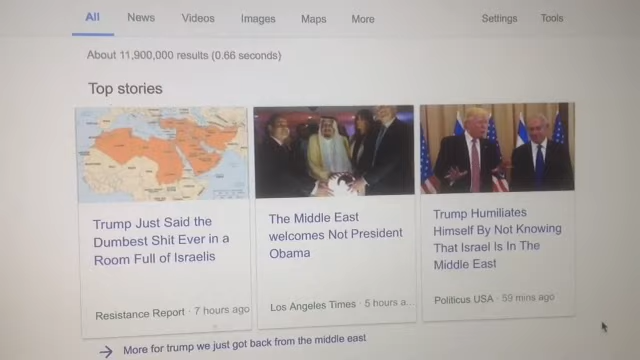 All News Videos Images Maps More Settings Tools
About 11,900,000 results (0.66 seconds)
Top stories
Trump Just Said the
Dumbest Shit Ever in a
Room Full of Israelis
Resistance Report · 7 hours ago
The Middle East
welcomes Not President
Obama
Los Angeles Times · 5 hours a...
Trump Humiliates
Himself By Not Knowing
That Israel Is In The
Middle East
Politicus USA · 59 mins ago
More for trump we just got back from the middle east